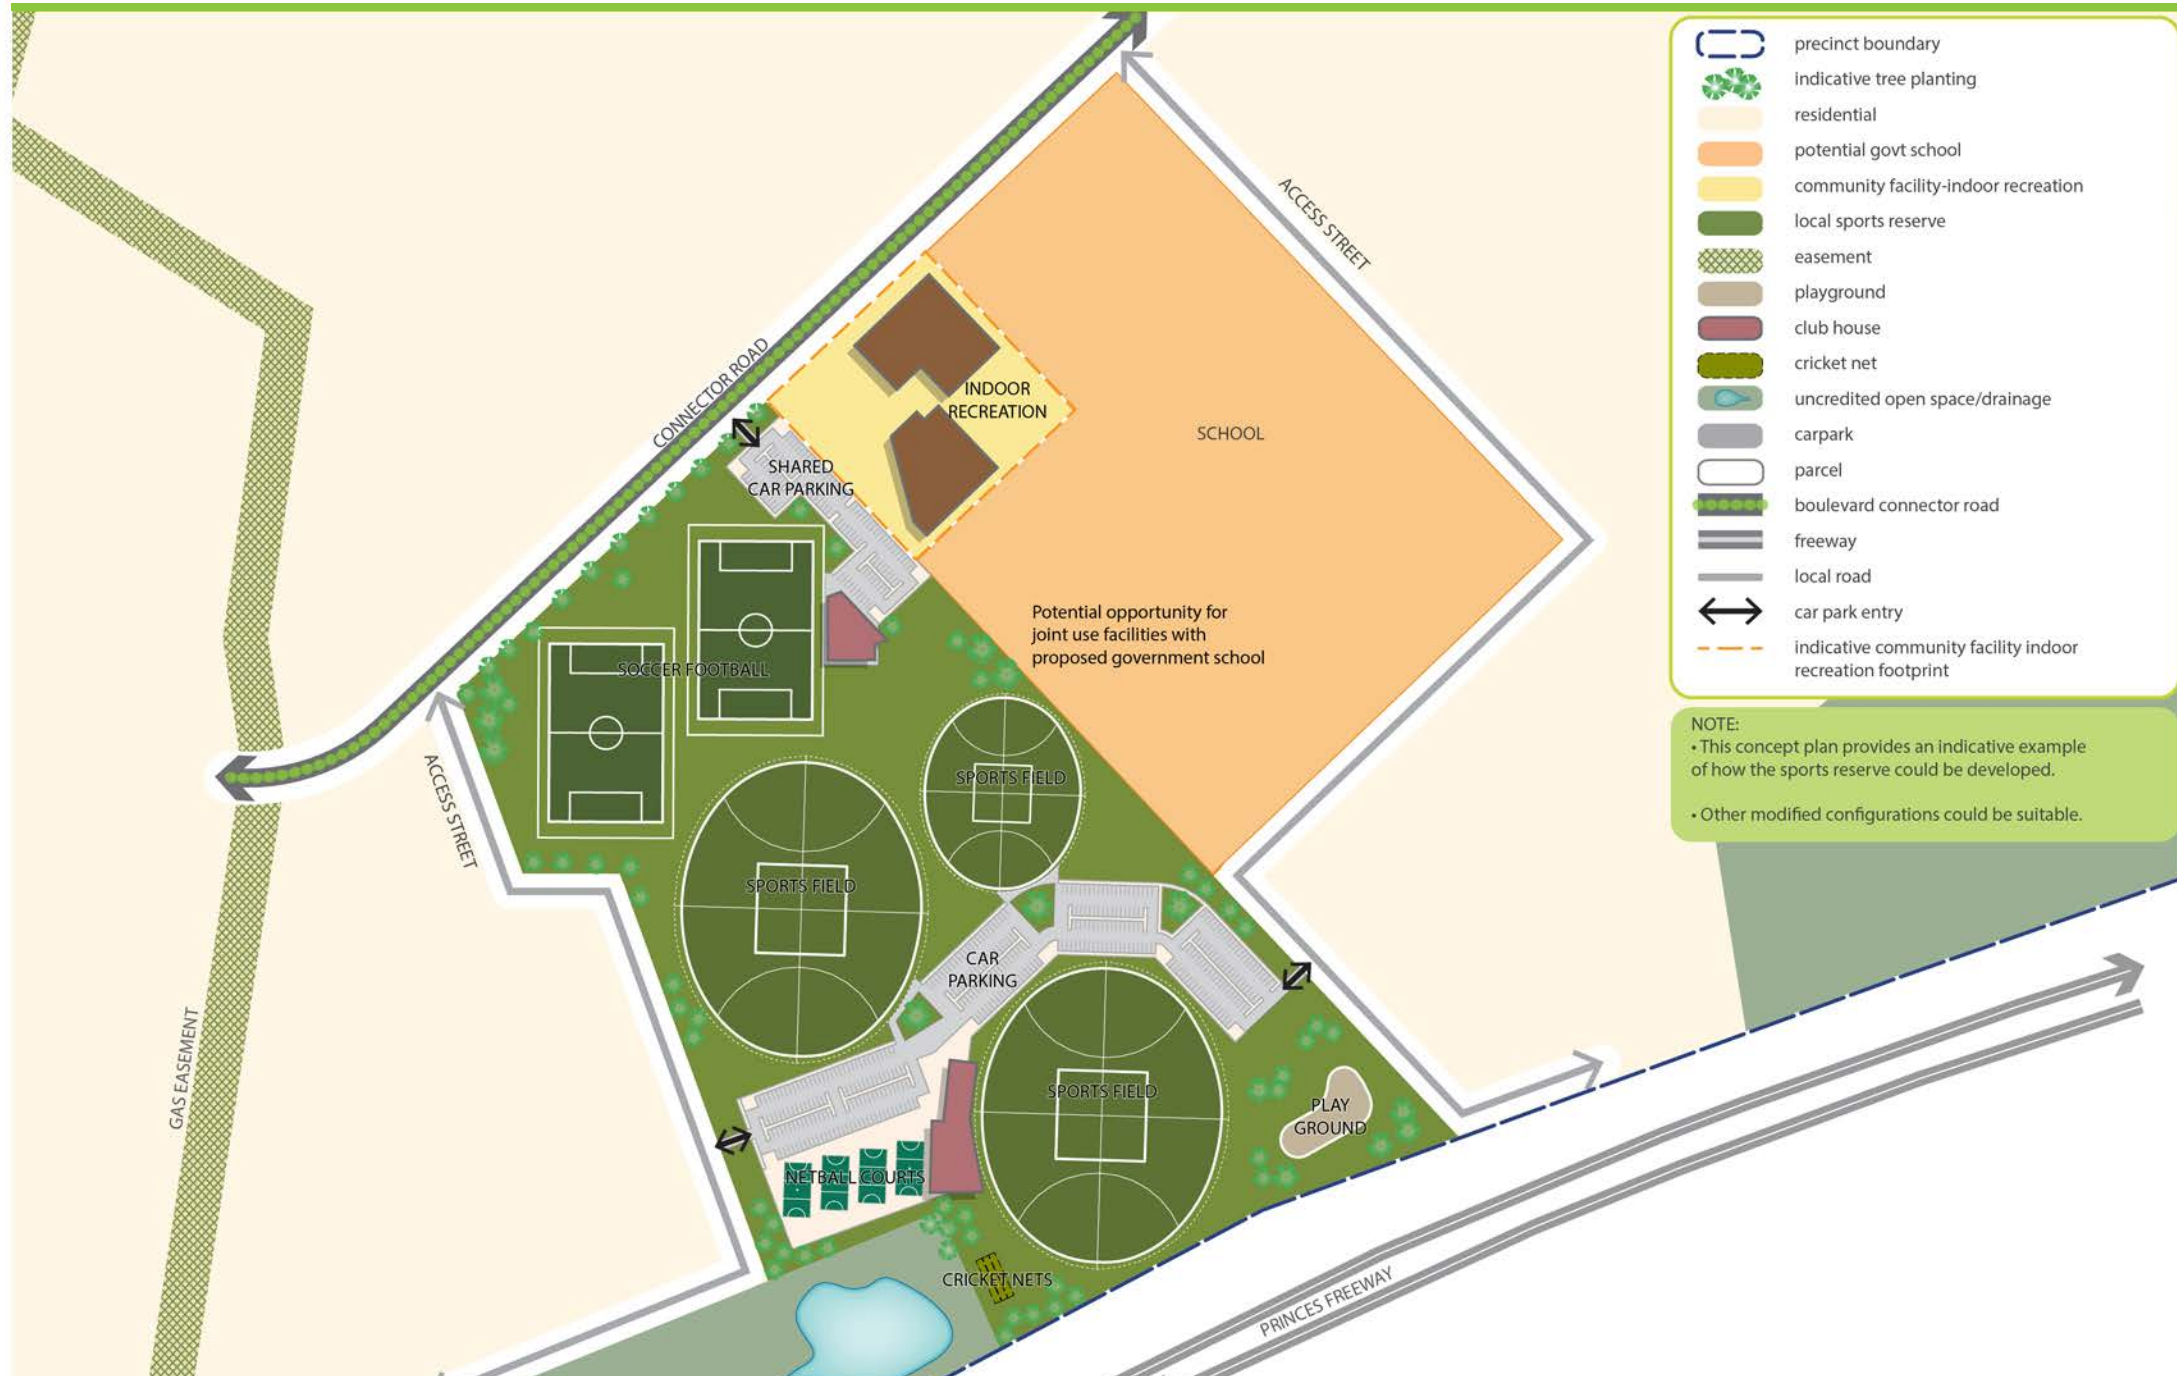 precinct boundary
indicative tree planting
residential
potential govt school
community facility-indoor recreation
local sports reserve
easement
playground
club house
cricket net
uncredited open space/drainage
carpark
parcel
boulevard connector road
freeway
local road
car park entry
indicative community facility indoor
recreation footprint
NOTE:
• This concept plan provides an indicative example
of how the sports reserve could be developed.
• Other modified configurations could be suitable.
ACCESS STREET
CONNECTOR ROAD
INDOOR
RECREATION
SCHOOL
SHARED
CAR PARKING
Potential opportunity for
joint use facilities with
proposed government school
SOCCER FOOTBALL
ACCESS STREET
SPORTS FIELD
SPORTS FIELD
CAR
PARKING
GAS EASEMENT
SPORTS FIELD
PLAY
GROUND
NETBALL COURTS
CRICKET NETS
PRINCES FREEWAY